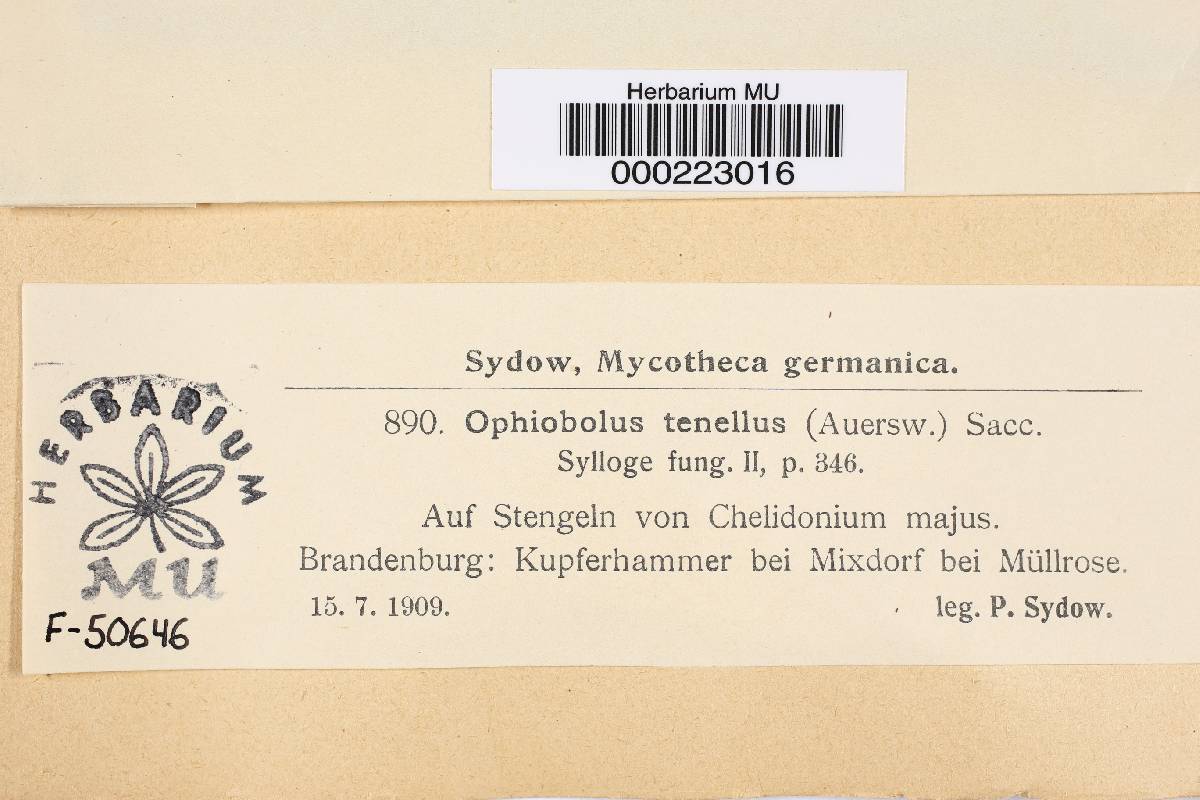 Herbarium MU
000223016
Sydow, Mycotheca germanica.
890. Ophiobolus tenellus (Auersw.) Sacc.
Sylloge fung. II, p. 346.
Auf Stengeln von Chelidonium majus.
Brandenburg: Kupferhammer bei Mixdorf bei Müllrose.
15. 7. 1909. leg. P. Sydow.
HERBARIUM
MU
F-50646